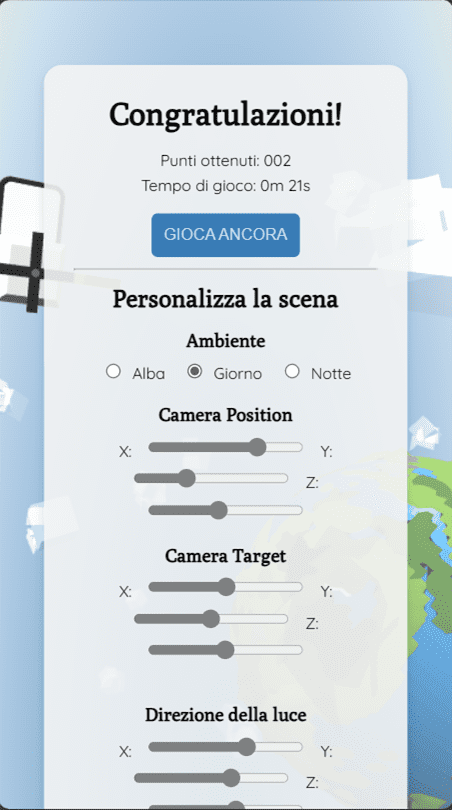 Congratulazioni!
Punti ottenuti: 002
Tempo di gioco: 0m 21s
GIOCA ANCORA
Personalizza la scena
Ambiente
Alba Giorno Notte
Camera Position
X: Y:
Z:
Camera Target
X: Y:
Z:
Direzione della luce
X: Y:
Z: